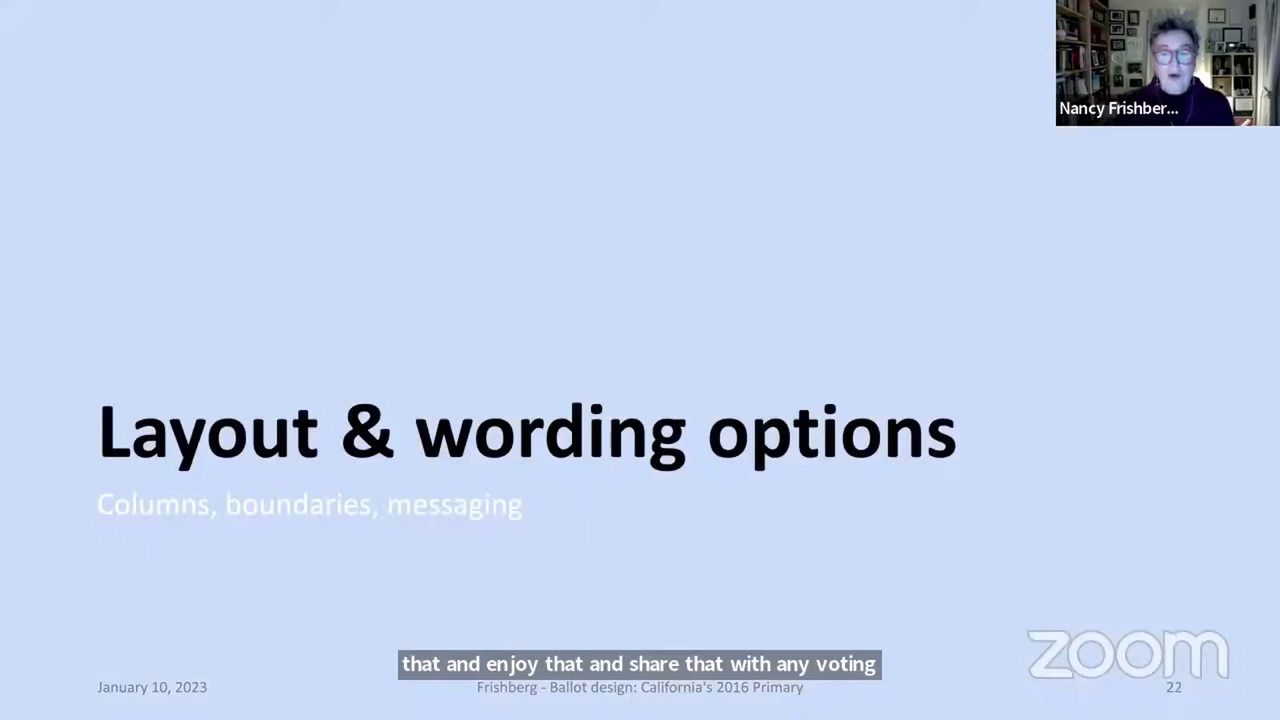 Nancy Frishber...
Layout & wording options
Columns, boundaries, messaging
that and enjoy that and share that with any voting
zoom
January 10, 2023
Frishberg - Ballot design: California's 2016 Primary
22